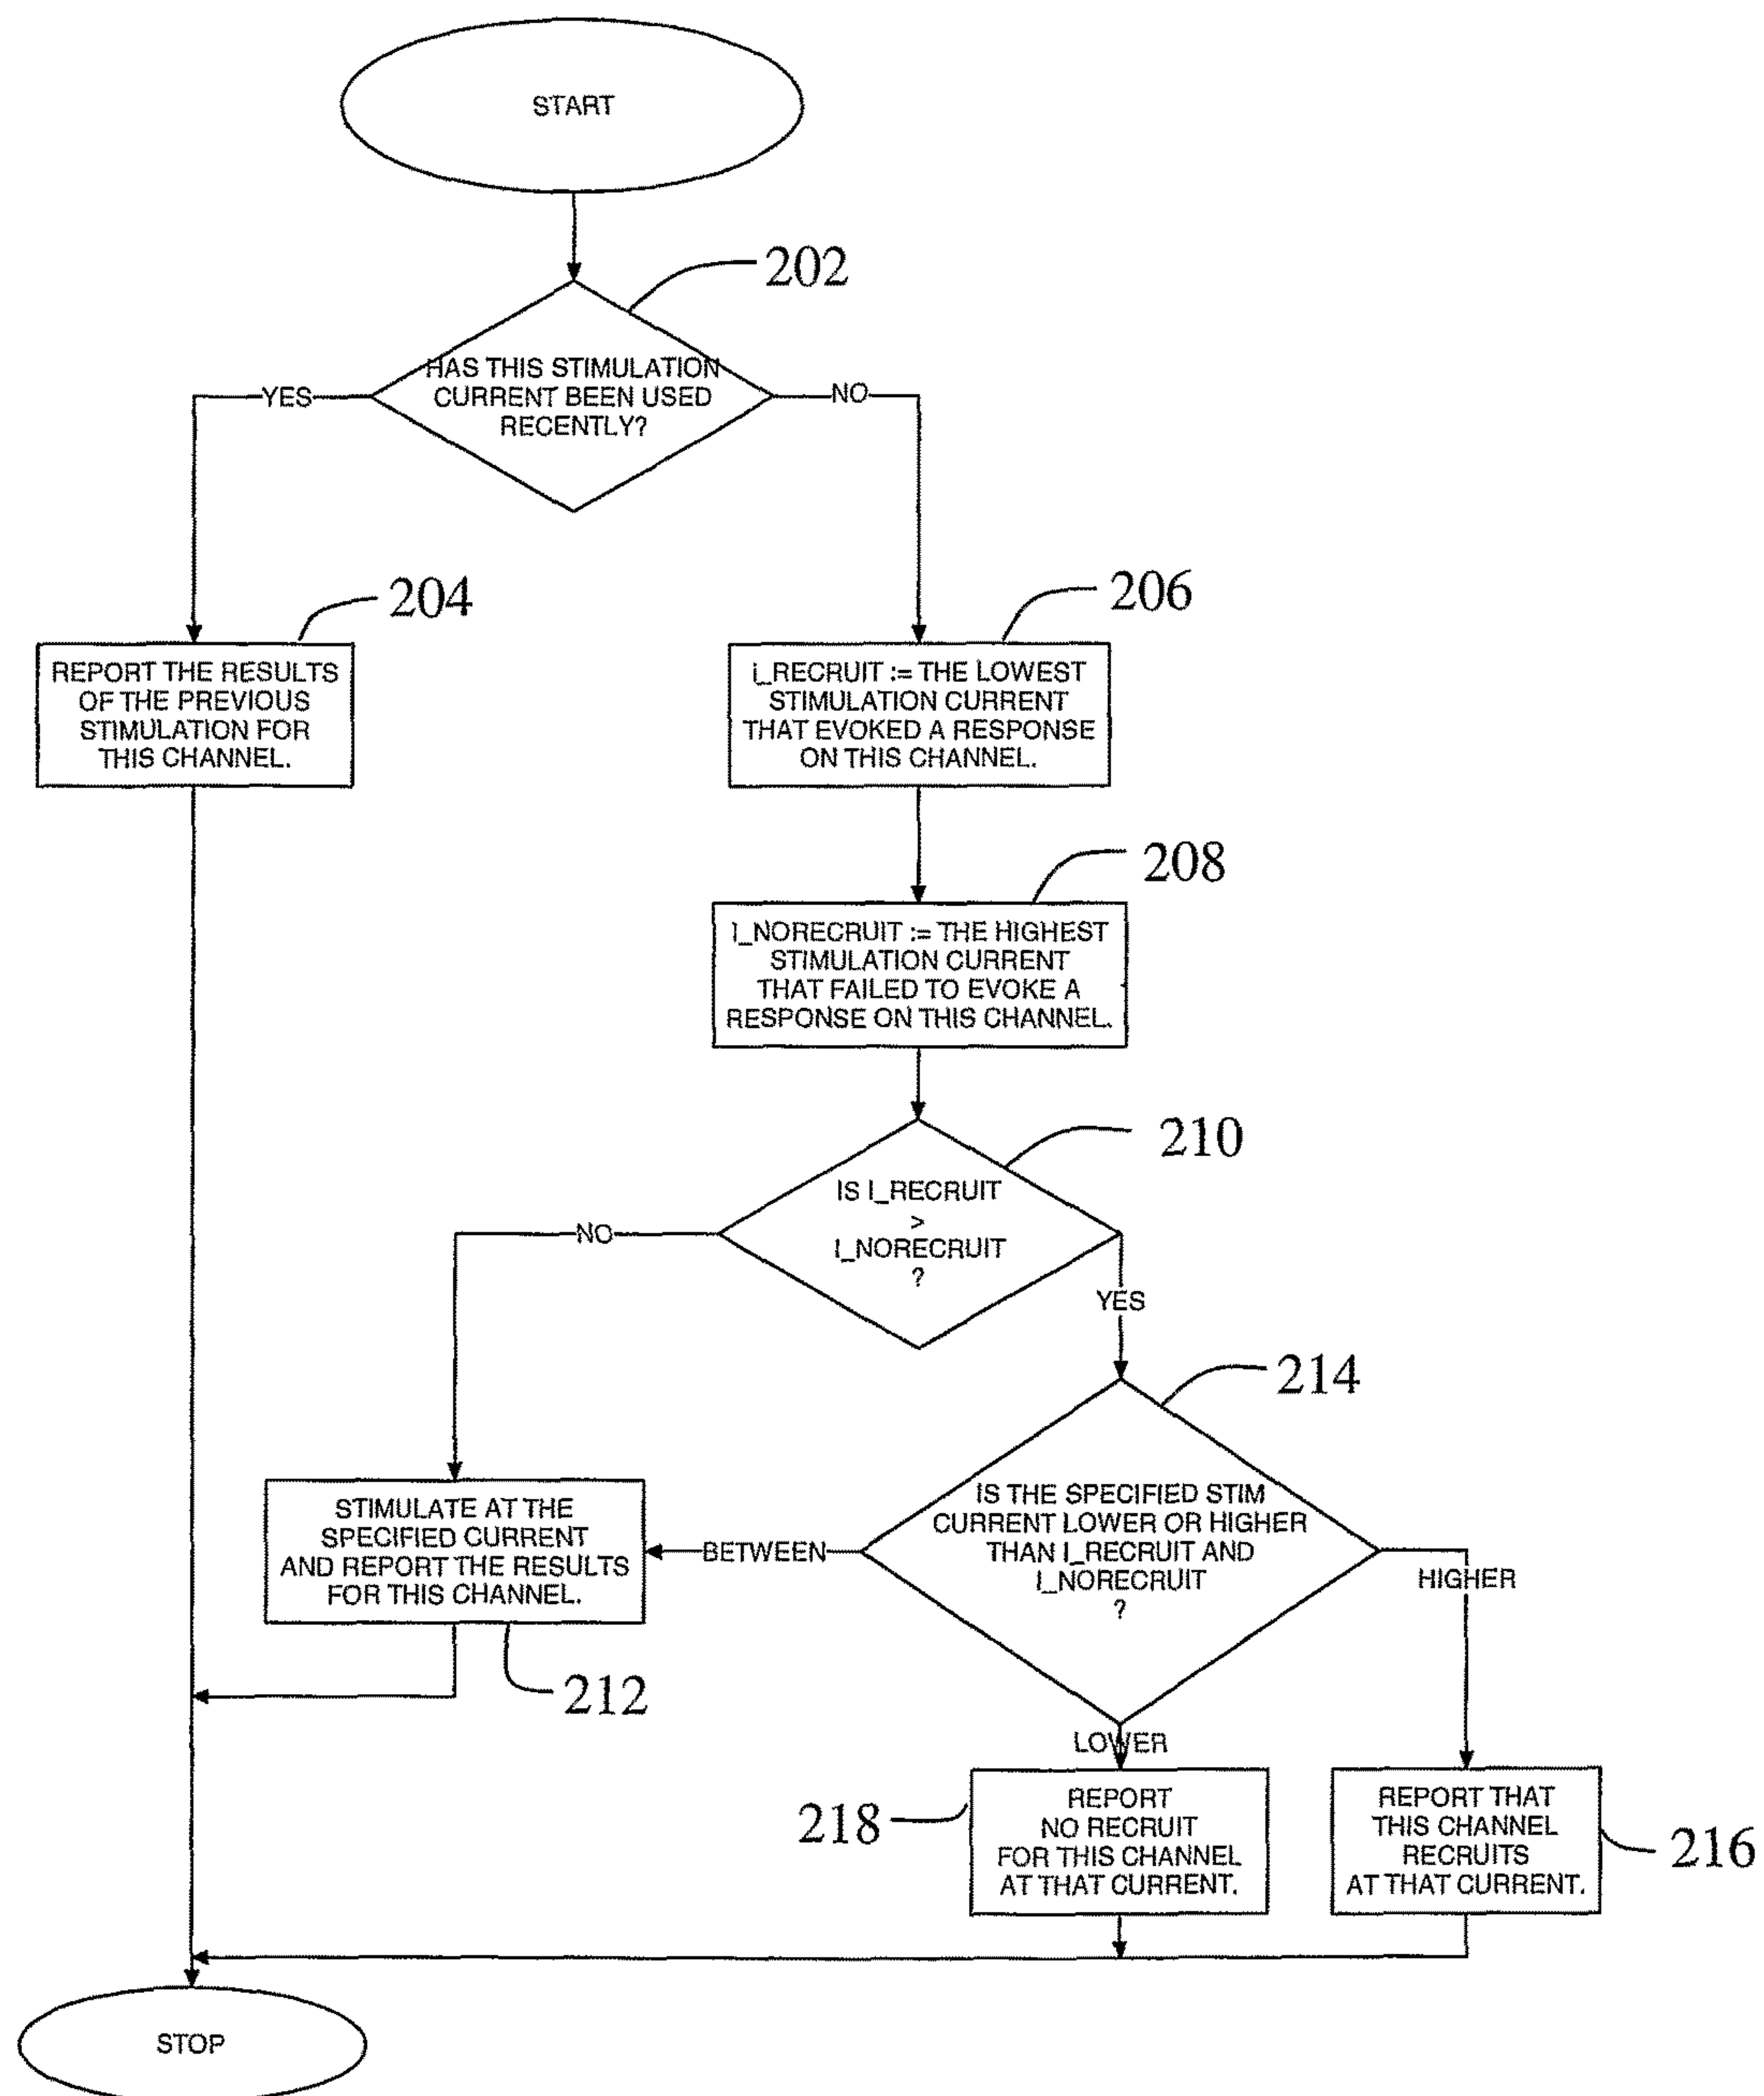 START
202
HAS THIS STIMULATION
CURRENT BEEN USED
RECENTLY?
YES
NO
204
206
REPORT THE RESULTS
OF THE PREVIOUS
STIMULATION FOR
THIS CHANNEL.
I_RECRUIT := THE LOWEST
STIMULATION CURRENT
THAT EVOKED A RESPONSE
ON THIS CHANNEL.
208
I_NORECRUIT := THE HIGHEST
STIMULATION CURRENT
THAT FAILED TO EVOKE A
RESPONSE ON THIS CHANNEL.
210
IS I_RECRUIT
>
I_NORECRUIT
?
NO
YES
214
STIMULATE AT THE
SPECIFIED CURRENT
AND REPORT THE RESULTS
FOR THIS CHANNEL.
BETWEEN
IS THE SPECIFIED STIM
CURRENT LOWER OR HIGHER
THAN I_RECRUIT AND
I_NORECRUIT
?
HIGHER
212
LOWER
218
REPORT
NO RECRUIT
FOR THIS CHANNEL
AT THAT CURRENT.
REPORT THAT
THIS CHANNEL
RECRUITS
AT THAT CURRENT.
216
STOP